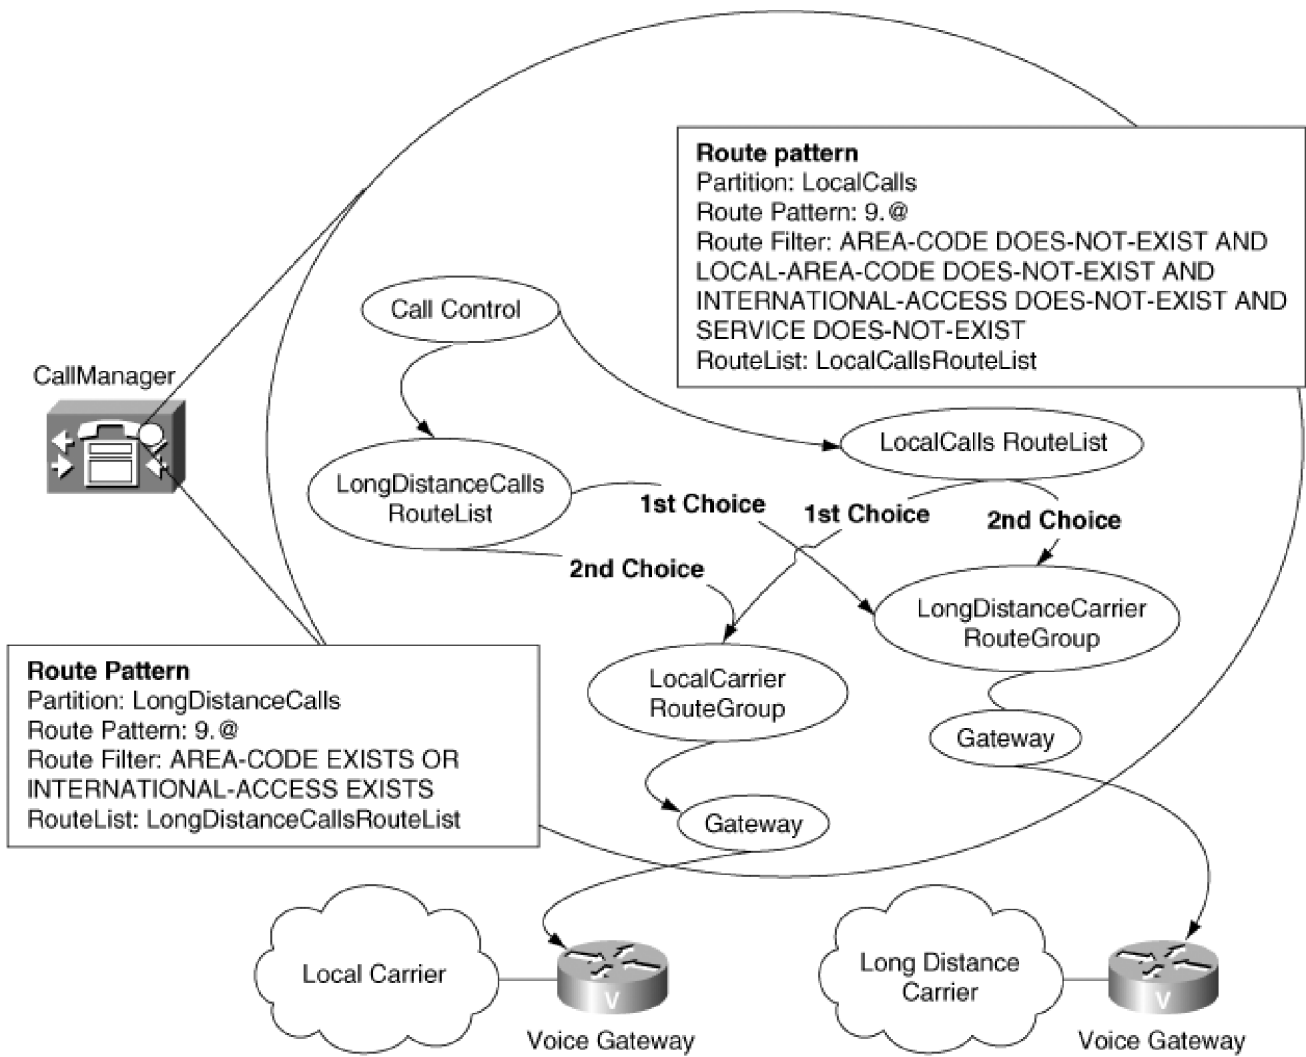 Route pattern
Partition: LocalCalls
Route Pattern: 9.@
Route Filter: AREA-CODE DOES-NOT-EXIST AND
LOCAL-AREA-CODE DOES-NOT-EXIST AND
INTERNATIONAL-ACCESS DOES-NOT-EXIST AND
SERVICE DOES-NOT-EXIST
RouteList: LocalCallsRouteList
Call Control
CallManager
LocalCalls RouteList
LongDistanceCalls
RouteList
1st Choice
1st Choice
2nd Choice
2nd Choice
LongDistanceCarrier
RouteGroup
LocalCarrier
RouteGroup
Route Pattern
Partition: LongDistanceCalls
Route Pattern: 9.@
Route Filter: AREA-CODE EXISTS OR
INTERNATIONAL-ACCESS EXISTS
RouteList: LongDistanceCallsRouteList
Gateway
Gateway
Local Carrier
V
Voice Gateway
Long Distance
Carrier
V
Voice Gateway